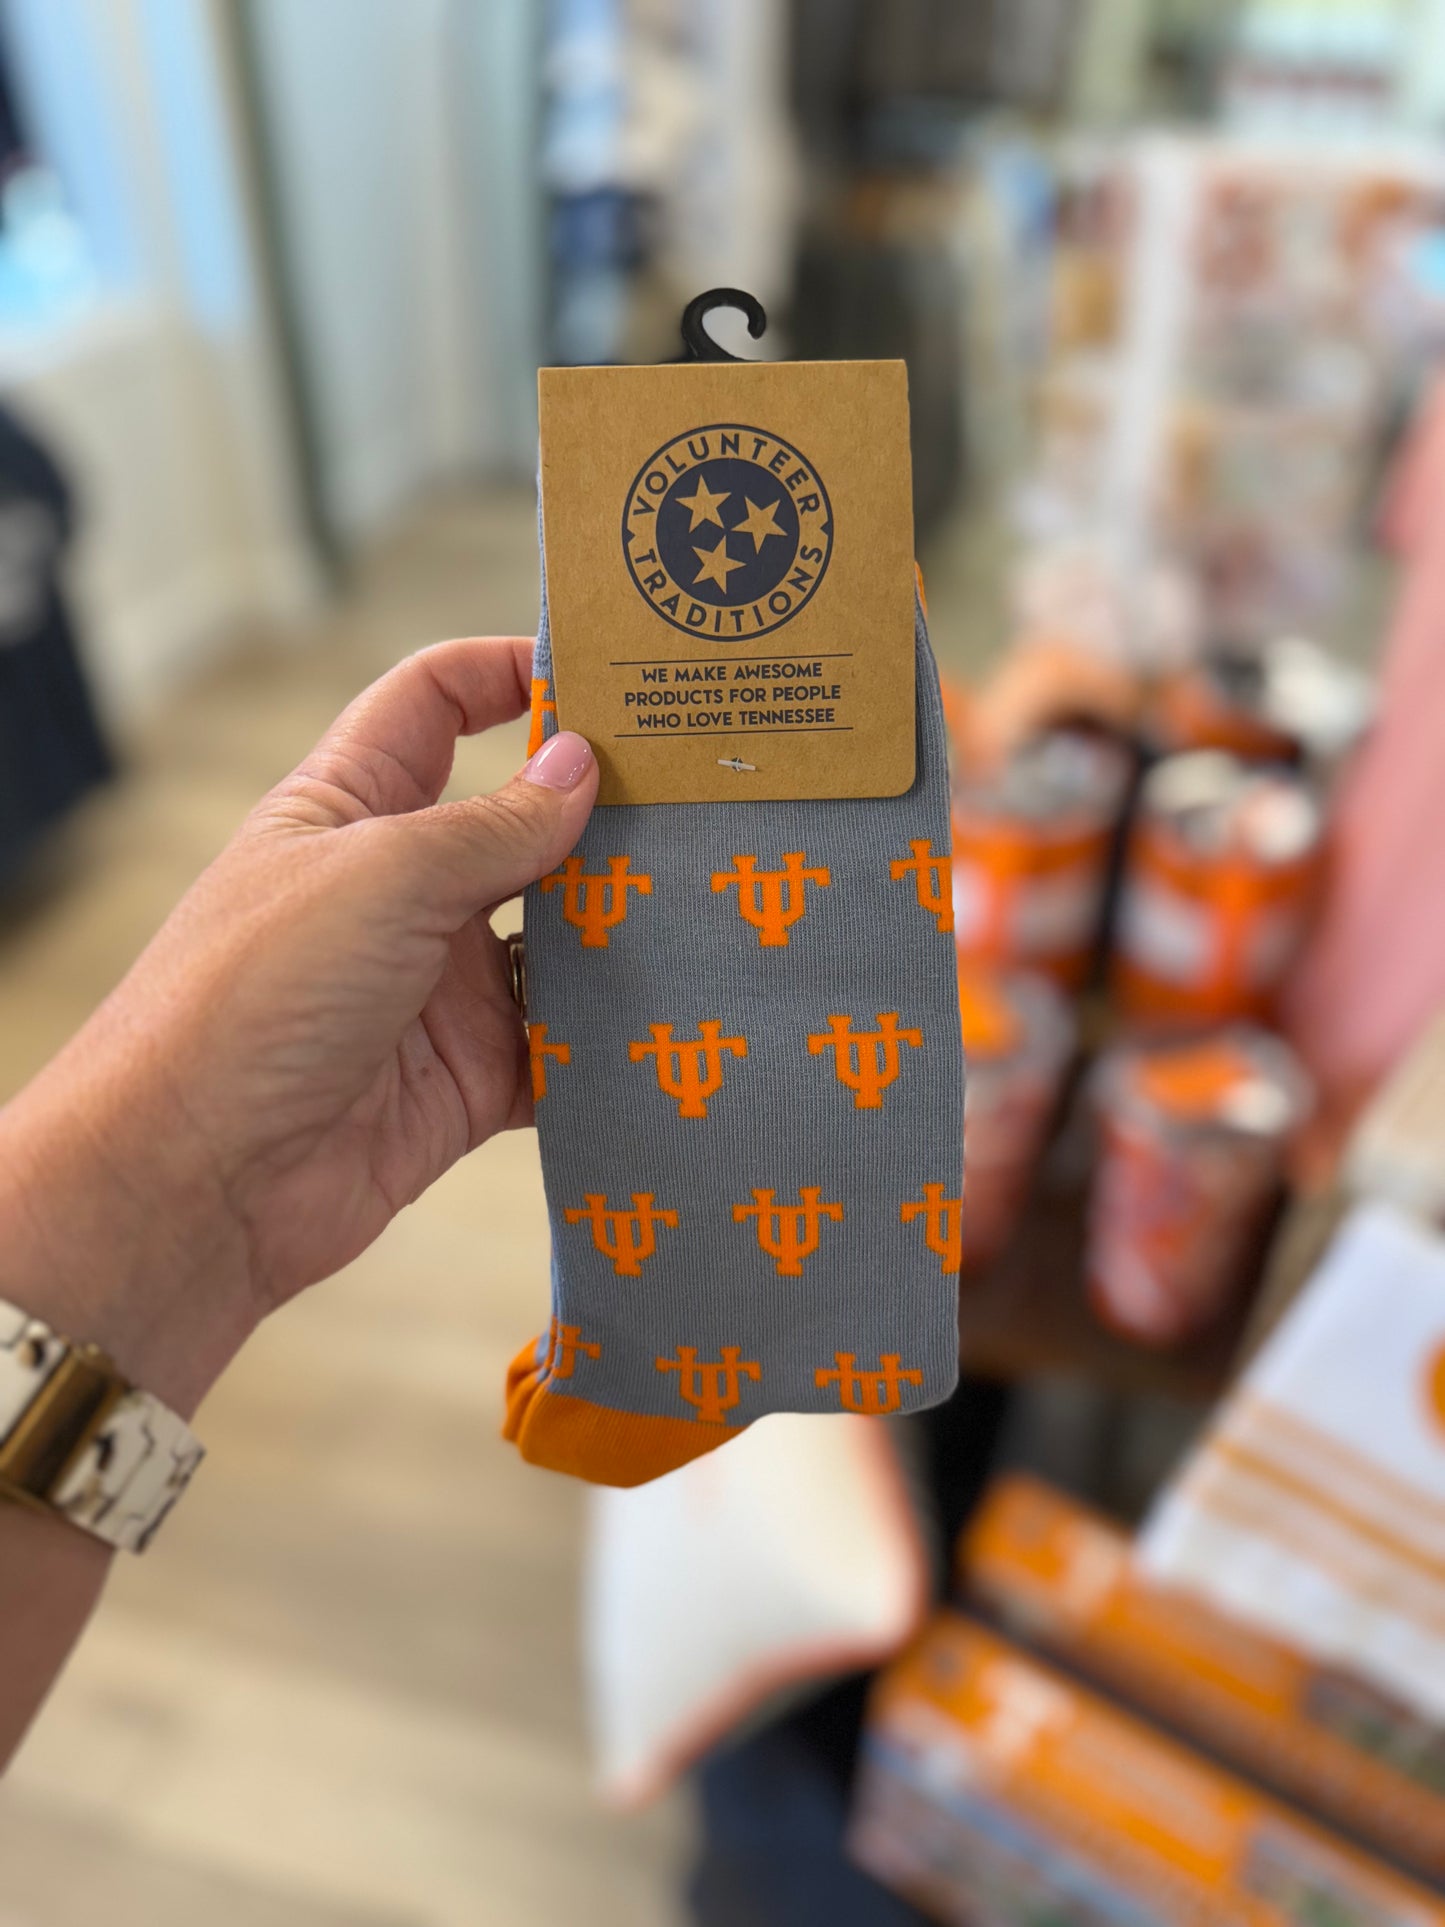 VOLUNTEER
TRADITIONS
WE MAKE AWESOME
PRODUCTS FOR PEOPLE
WHO LOVE TENNESSEE